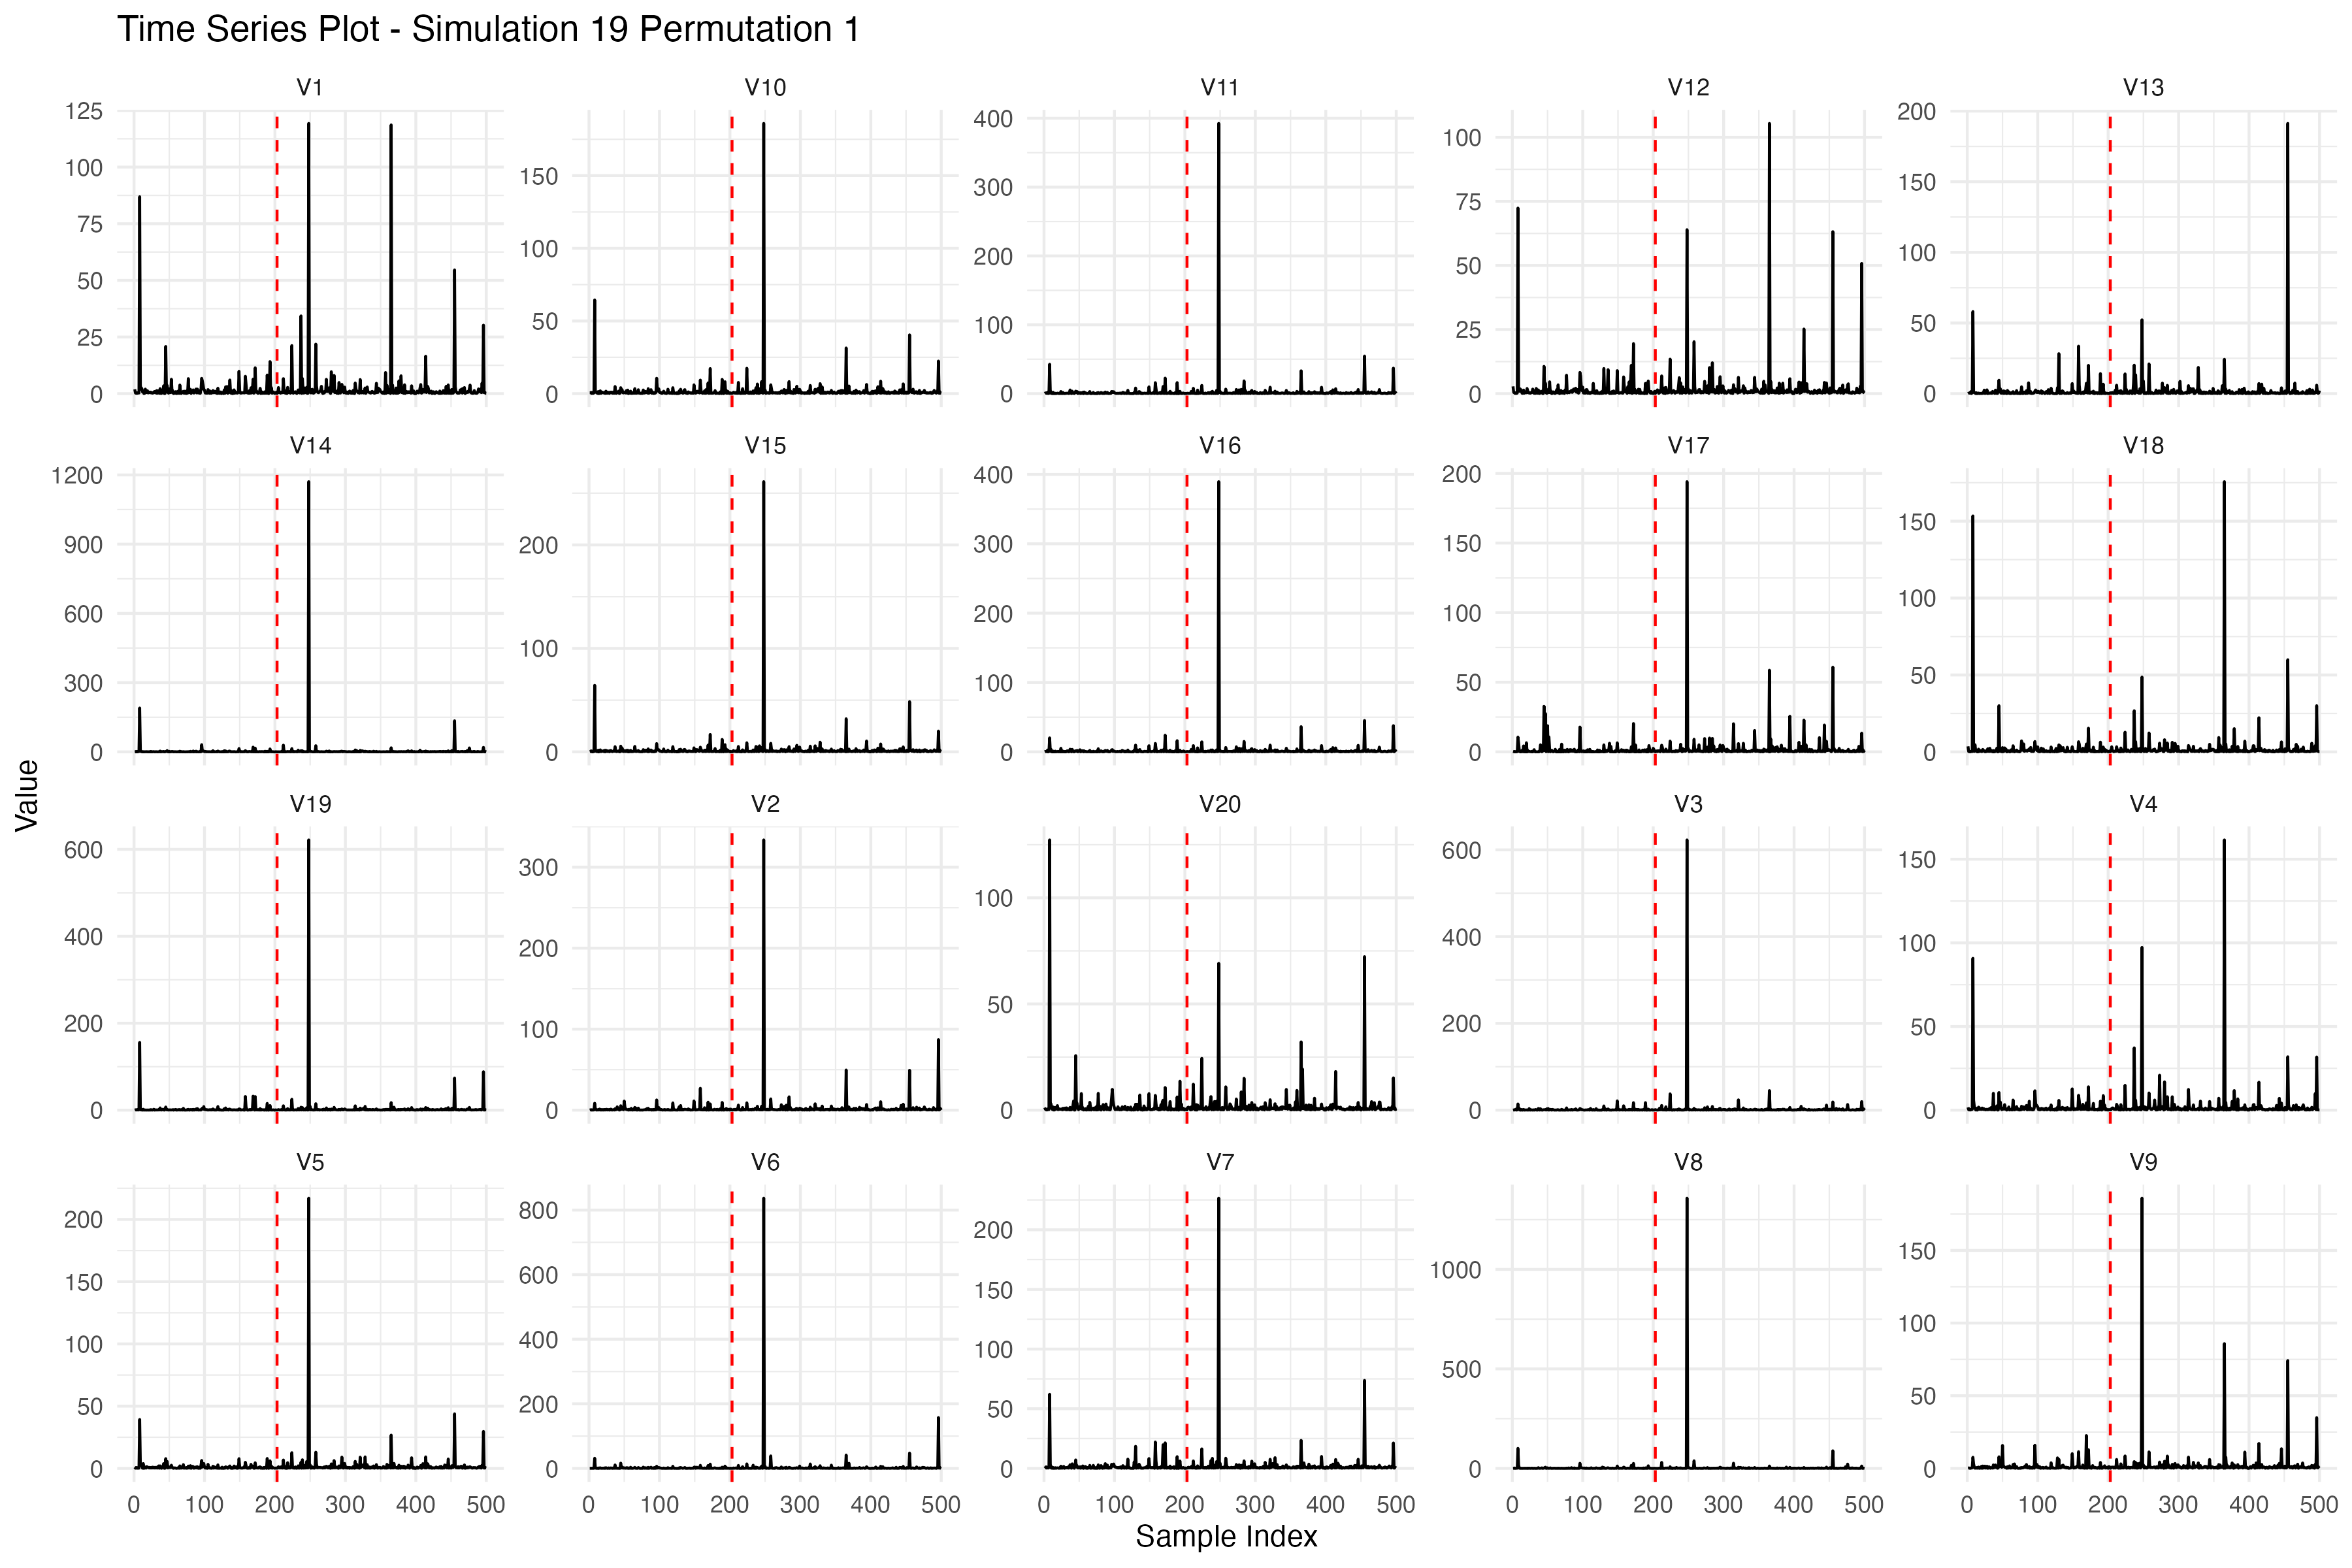 Time Series Plot - Simulation 19 Permutation 1
V1 V10 V11 V12 V13
125 100 75 50 25 0
150 100 50 0
400 300 200 100 0
100 75 50 25 0
200 150 100 50 0
V14 V15 V16 V17 V18
1200 900 600 300 0
200 100 0
400 300 200 100 0
200 150 100 50 0
150 100 50 0
Value
V19 V2 V20 V3 V4
600 400 200 0
300 200 100 0
100 50 0
600 400 200 0
150 100 50 0
V5 V6 V7 V8 V9
200 150 100 50 0
800 600 400 200 0
200 150 100 50 0
1000 500 0
150 100 50 0
0 100 200 300 400 500
0 100 200 300 400 500
0 100 200 300 400 500
0 100 200 300 400 500
0 100 200 300 400 500
Sample Index